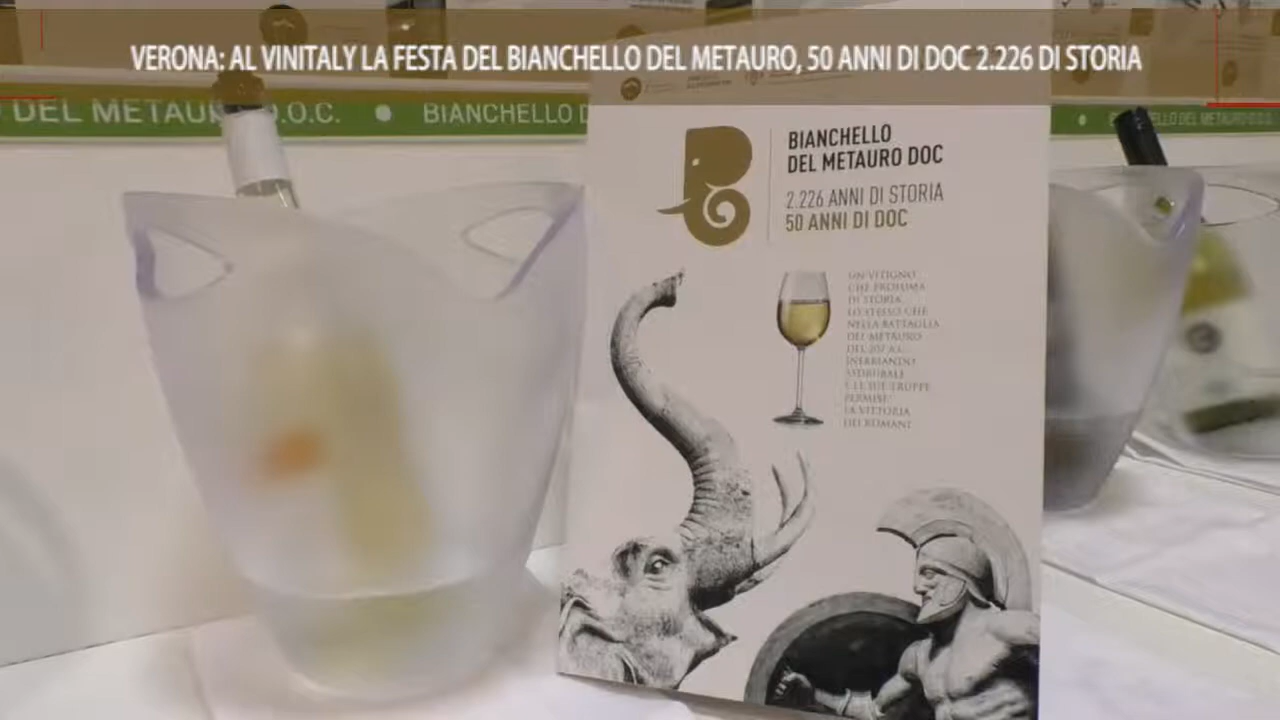 VERONA: AL VINITALY LA FESTA DEL BIANCHELLO DEL METAURO, 50 ANNI DI DOC 2.226 DI STORIA
DEL METAU D.O.C. • BIANCHELLO D
BIANCHELLO DEL METAURO D.O.C.
BIANCHELLO
DEL METAURO DOC
2.226 ANNI DI STORIA
50 ANNI DI DOC
UN VITIGNO
CHE PROFUMA
DI STORIA.
LO STESSO CHE
NELLA BATTAGLIA
DEL METAURO
DEL 207 A.C.
INEBRIANDO
ASDRUBALE
E LE SUE TRUPPE
PERMISE
LA VITTORIA
DEI ROMANI